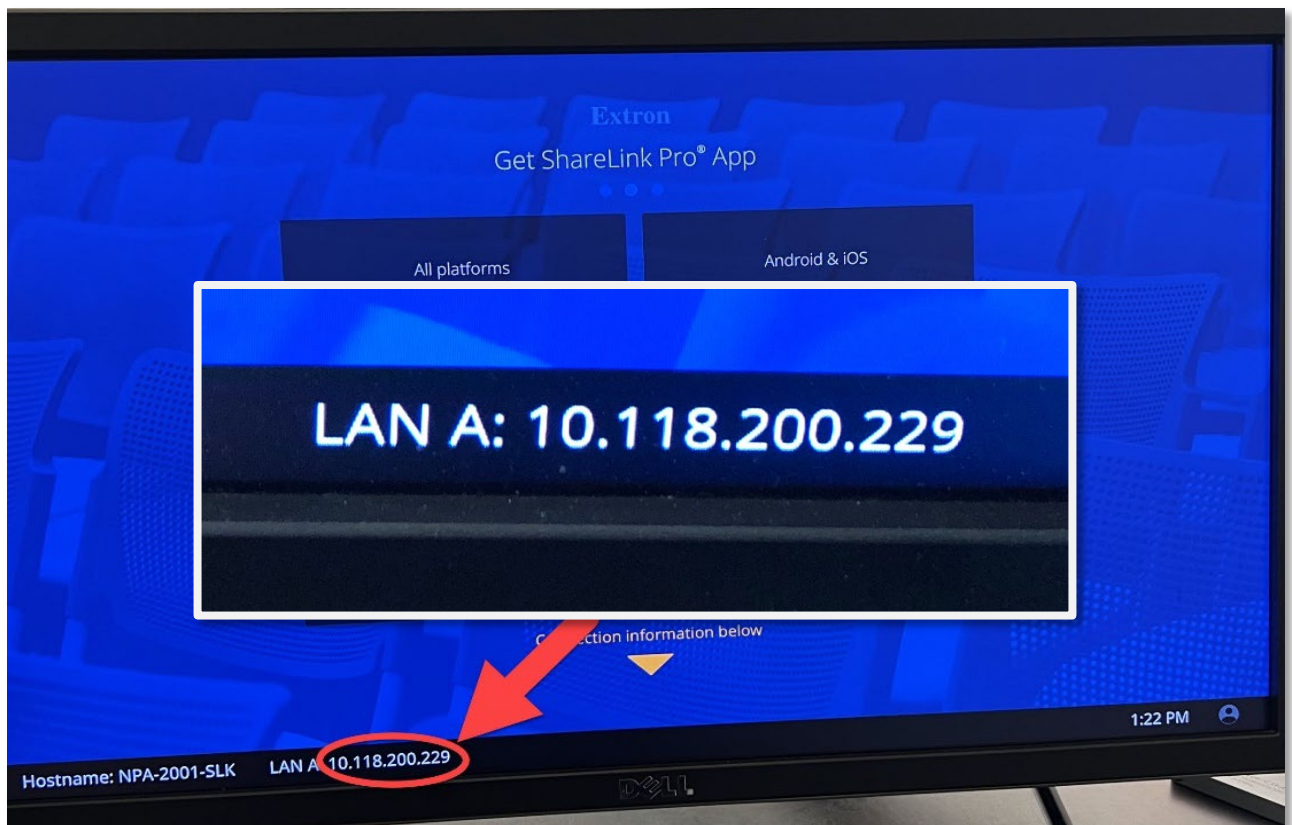 Extron
Get ShareLink Pro® App
All platforms
Android & iOS
LAN A: 10.118.200.229
information below
1:22 PM
Hostname: NPA-2001-SLK LAN A: 10.118.200.229
DELL